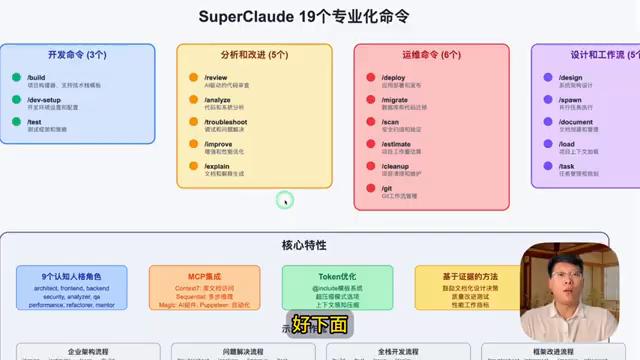 SuperClaude 19个专业化命令
开发命令 (3个)
/build
项目构建器、支持技术栈模板
/dev-setup
开发环境设置和配置
/test
测试框架和策略
分析和改进 (5个)
/review
AI驱动的代码审查
/analyze
代码和系统分析
/troubleshoot
调试和问题解决
/improve
增强和性能优化
/explain
文档和解释生成
运维命令 (6个)
/deploy
应用部署和发布
/migrate
数据库和代码迁移
/scan
安全扫描和验证
/estimate
项目工作量估算
/cleanup
项目清理和维护
/git
Git工作流管理
设计和工作流 (5个
/design
系统架构设计
/spawn
并行任务执行
/document
文档创建和管理
/load
项目上下文加载
/task
任务管理和规划
核心特性
9个认知人格角色
architect, frontend, backend
security, analyzer, qa
performance, refactorer, mentor
MCP集成
Context7: 库文档访问
Sequential: 多步推理
Magic: AI组件, Puppeteer: 自动化
Token优化
@include模板系统
超压缩模式选项
上下文感知压缩
基于证据的方法
鼓励文档化设计决策
质量改进测试
性能工作指标
好下面
企业架构流程
问题解决流程
全栈开发流程
框架改进流程